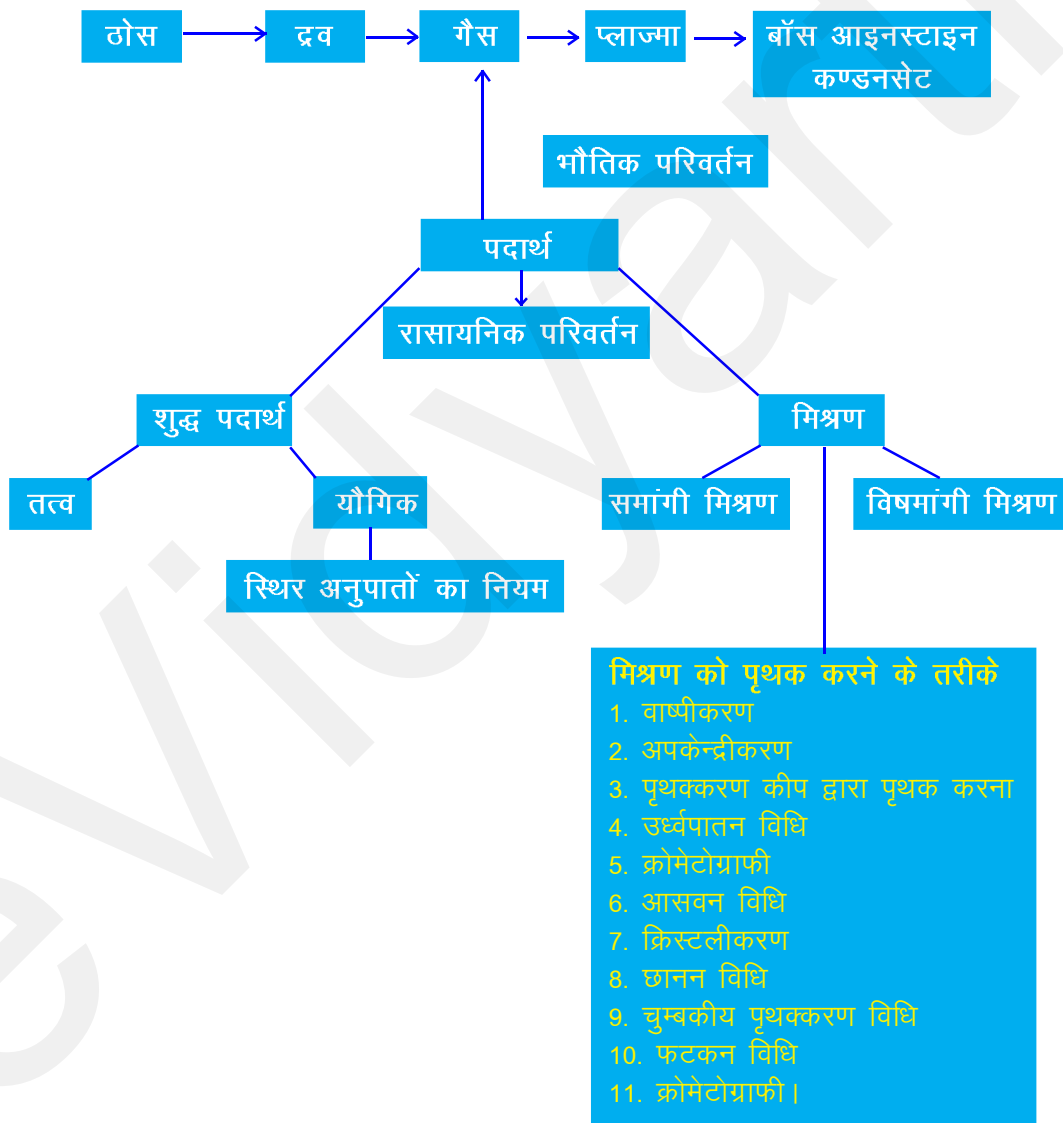 ठोस
द्रव
गैस
प्लाज्मा
बॉस आइनस्टाइन
कण्डनसेट
भौतिक परिवर्तन
पदार्थ
रासायनिक परिवर्तन
शुद्ध पदार्थ
मिश्रण
तत्व
यौगिक
समांगी मिश्रण
विषमांगी मिश्रण
स्थिर अनुपातों का नियम
मिश्रण को पृथक करने के तरीके
1. वाष्पीकरण
2. अपकेन्द्रीकरण
3. पृथक्करण कीप द्वारा पृथक करना
4. उर्ध्वपातन विधि
5. क्रोमेटोग्राफी
6. आसवन विधि
7. क्रिस्टलीकरण
8. छानन विधि
9. चुम्बकीय पृथक्करण विधि
10. फटकन विधि
11. क्रोमेटोग्राफी।
eVidyarthi